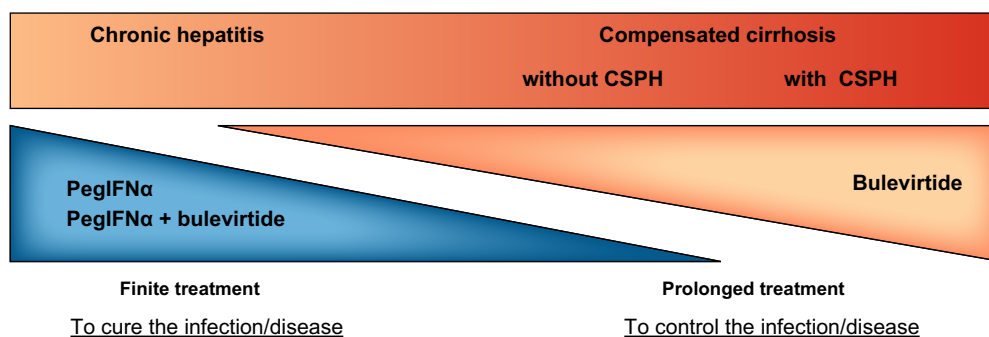 Chronic hepatitis
Compensated cirrhosis
without CSPH with CSPH
PegIFNα
PegIFNα + bulevirtide
Bulevirtide
Finite treatment
To cure the infection/disease
Prolonged treatment
To control the infection/disease